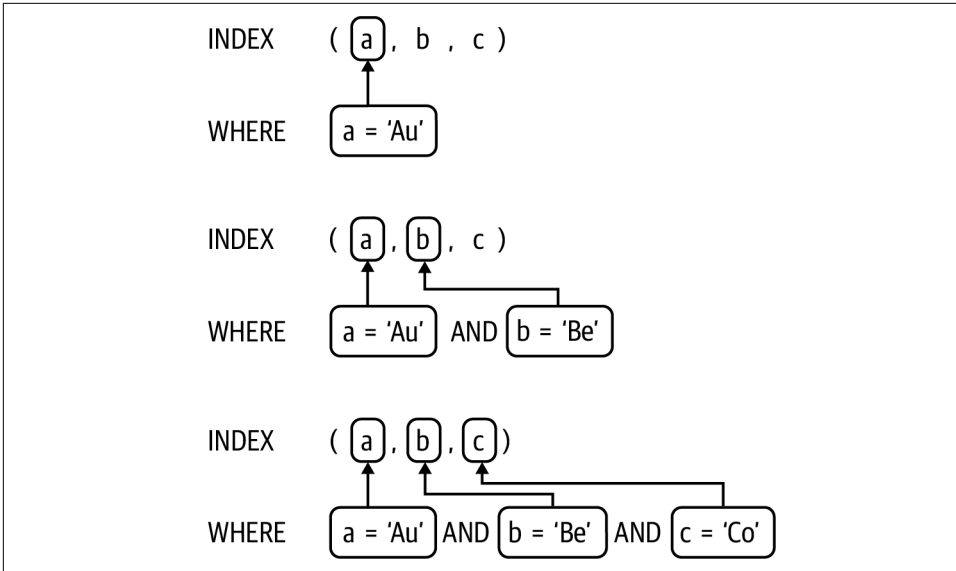 INDEX ( a , b , c )
WHERE a = ‘Au’
INDEX ( a , b , c )
WHERE a = ‘Au’ AND b = ‘Be’
INDEX ( a , b , c )
WHERE a = ‘Au’ AND b = ‘Be’ AND c = ‘Co’